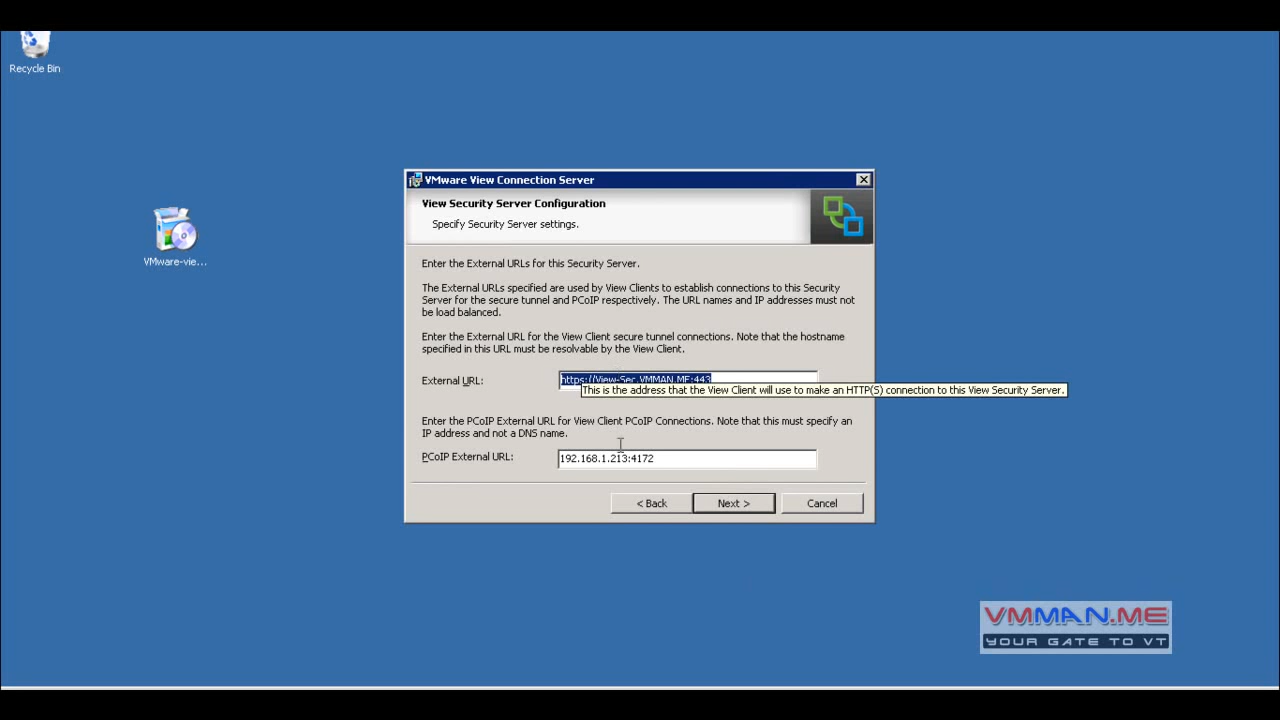 Recycle Bin
VMware-vie...
VMware View Connection Server
View Security Server Configuration
Specify Security Server settings.
Enter the External URLs for this Security Server.
The External URLs specified are used by View Clients to establish connections to this Security
Server for the secure tunnel and PCoIP respectively. The URL names and IP addresses must not
be load balanced.
Enter the External URL for the View Client secure tunnel connections. Note that the hostname
specified in this URL must be resolvable by the View Client.
External URL:
https://View-Sec.VMMAN.ME:443
This is the address that the View Client will use to make an HTTP(S) connection to this View Security Server.
Enter the PCoIP External URL for View Client PCoIP Connections. Note that this must specify an
IP address and not a DNS name.
PCoIP External URL:
192.168.1.213:4172
< Back
Next >
Cancel
VMMAN.ME
YOUR GATE TO VT